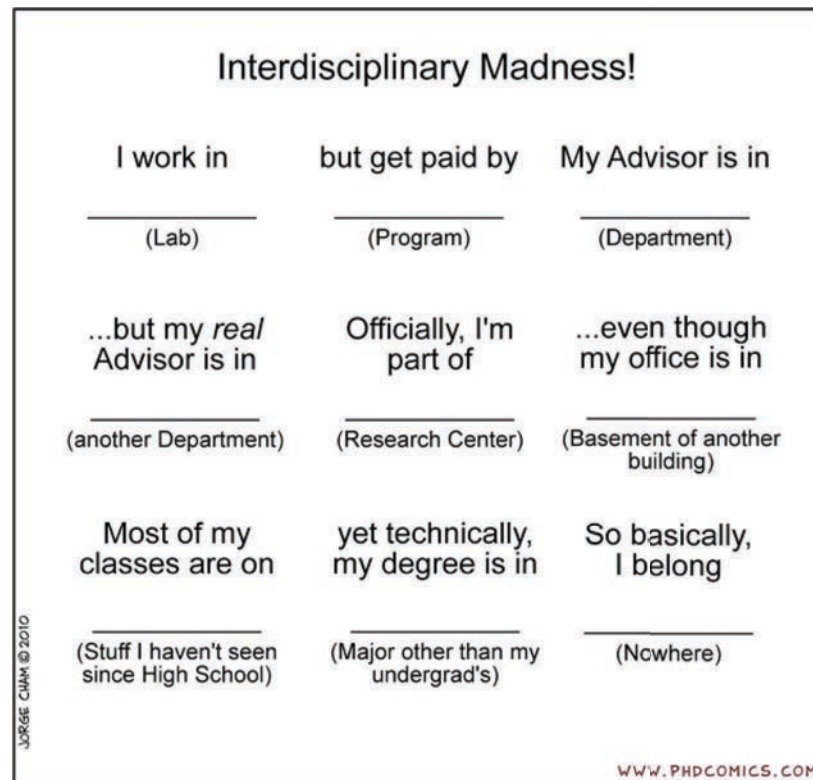 Interdisciplinary Madness!
I work in
(Lab)
but get paid by
(Program)
My Advisor is in
(Department)
...but my real
Advisor is in
(another Department)
Officially, I'm
part of
(Research Center)
...even though
my office is in
(Basement of another
building)
Most of my
classes are on
(Stuff I haven't seen
since High School)
yet technically,
my degree is in
(Major other than my
undergrad's)
So basically,
I belong
(Nowhere)
JORGE CHAM © 2010
WWW.PHDCOMICS.COM